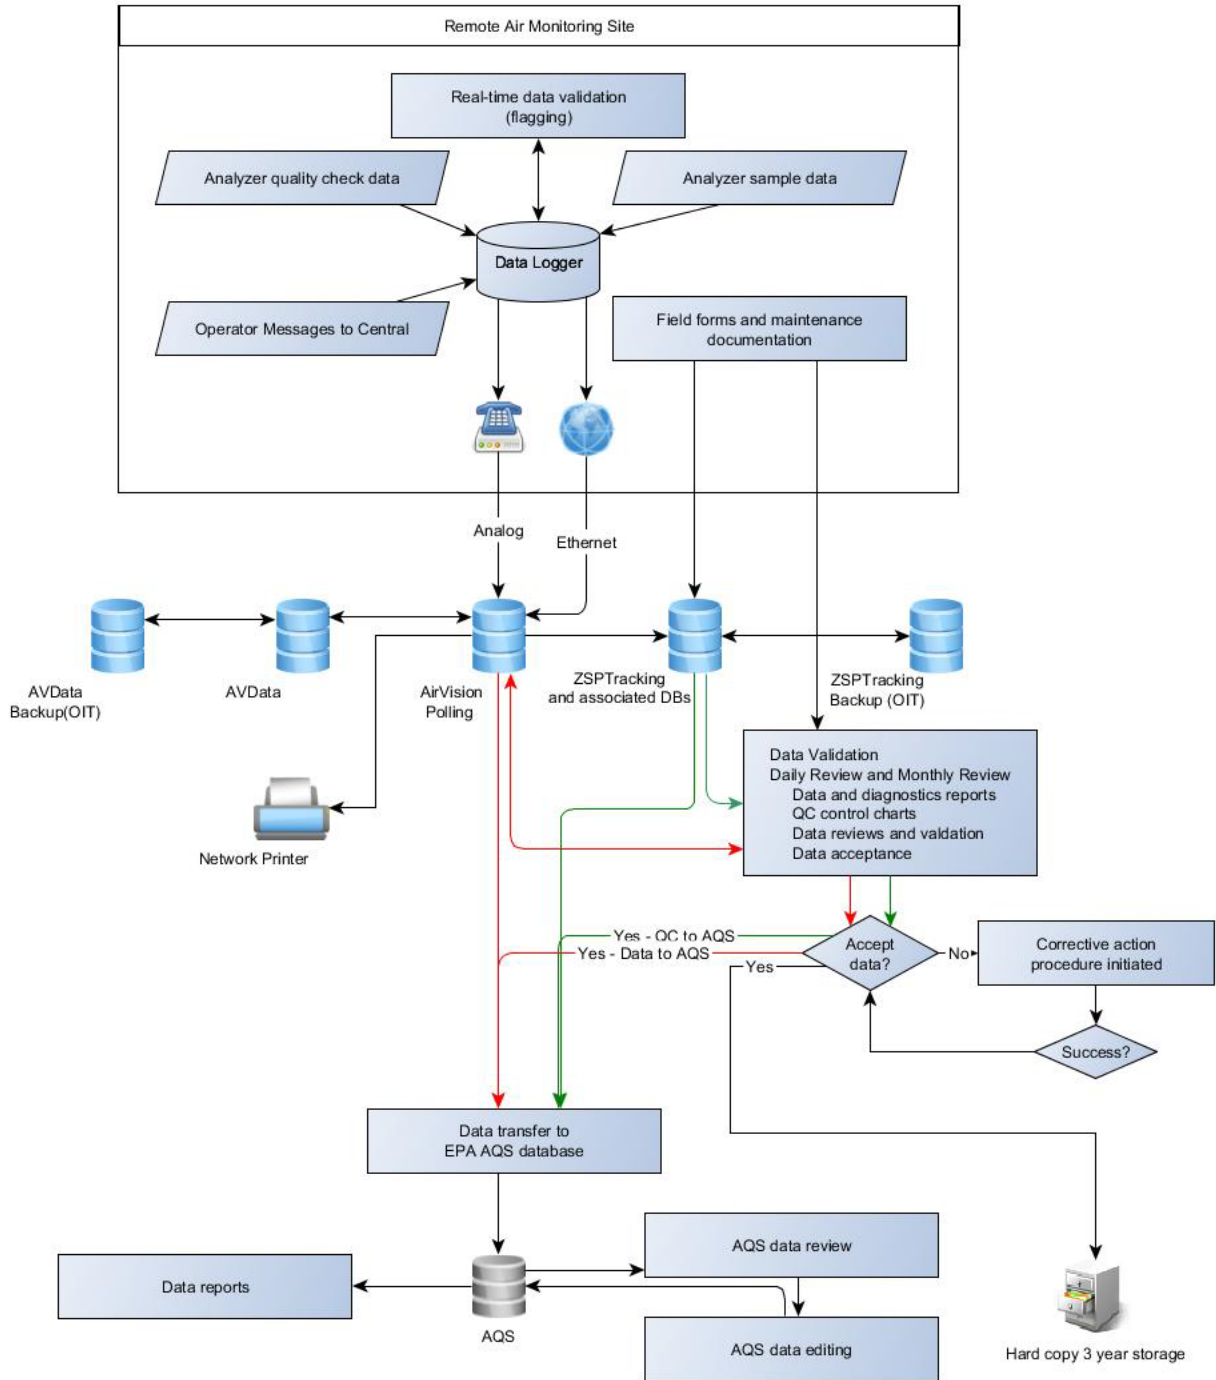 Remote Air Monitoring Site
Real-time data validation
(flagging)
Analyzer quality check data
Analyzer sample data
Data Logger
Operator Messages to Central
Field forms and maintenance
documentation
Analog
Ethernet
AVData
Backup(OIT)
AVData
AirVision
Polling
ZSPTracking
and associated DBs
ZSPTracking
Backup (OIT)
Network Printer
Data Validation
Daily Review and Monthly Review
Data and diagnostics reports
QC control charts
Data reviews and valdation
Data acceptance
Yes - QC to AQS
Yes - Data to AQS
Yes
Accept
data?
No
Corrective action
procedure initiated
Success?
Data transfer to
EPA AQS database
AQS data review
Data reports
AQS
AQS data editing
Hard copy 3 year storage